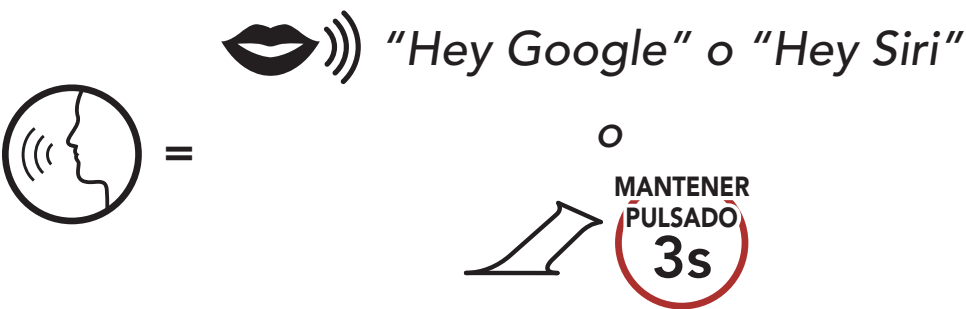 “Hey Google” o “Hey Siri”
=
o
MANTENER
PULSADO
3s